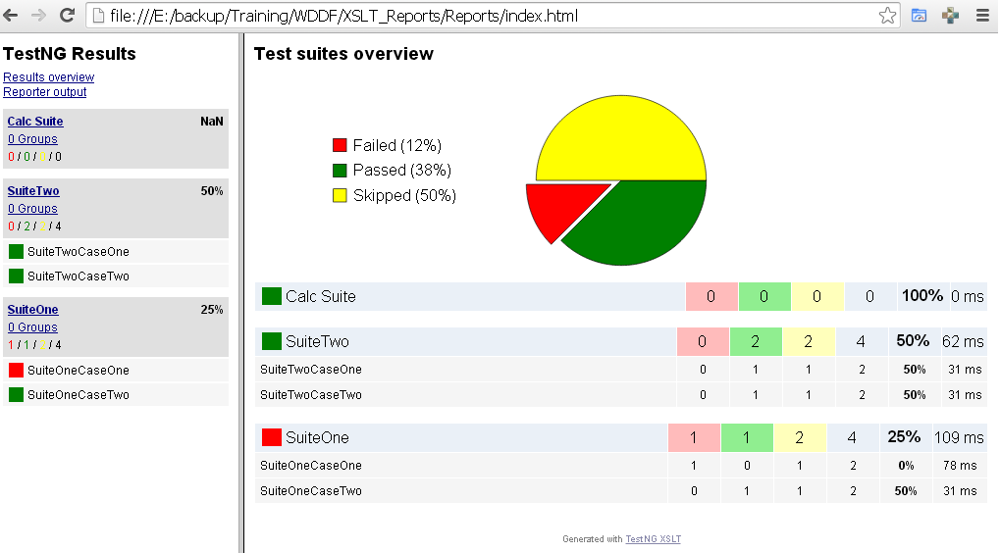 file:///E:/backup/Training/WDDF/XSLT_Reports/Reports/index.html
TestNG Results
Results overview
Reporter output
Calc Suite NaN
0 Groups
0 / 0 / / 0
SuiteTwo 50%
0 Groups
0 / 2 / 2 / 4
SuiteTwoCaseOne
SuiteTwoCaseTwo
SuiteOne 25%
0 Groups
1 / 1 / 2 / 4
SuiteOneCaseOne
SuiteOneCaseTwo
Test suites overview
Failed (12%)
Passed (38%)
Skipped (50%)
Calc Suite 0 0 0 0 100% 0 ms
SuiteTwo 0 2 2 4 50% 62 ms
SuiteTwoCaseOne 0 1 1 2 50% 31 ms
SuiteTwoCaseTwo 0 1 1 2 50% 31 ms
SuiteOne 1 1 2 4 25% 109 ms
SuiteOneCaseOne 1 0 1 2 0% 78 ms
SuiteOneCaseTwo 0 1 1 2 50% 31 ms
Generated with TestNG XSLT